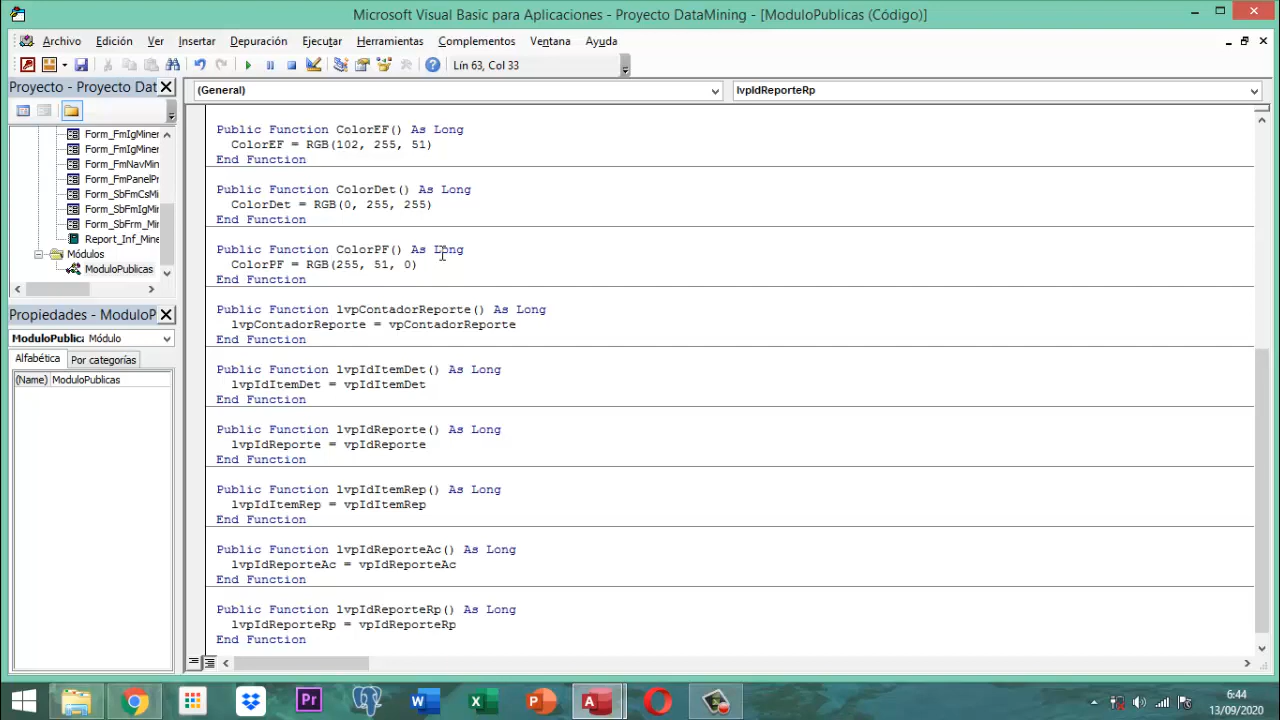 Microsoft Visual Basic para Aplicaciones - Proyecto DataMining - [ModuloPublicas (Código)]
Archivo Edición Ver Insertar Depuración Ejecutar Herramientas Complementos Ventana Ayuda
Lín 63, Col 33
Proyecto - Proyecto Dat
(General) lvpIdReporteRp
Form_FmIgMiner
Form_FmIgMiner
Form_FmNavMin
Form_FmPanelPr
Form_SbFmCsMi
Form_SbFmIgMi
Form_SbFrm_Mi
Report_Inf_Mine
Módulos
ModuloPublicas
Propiedades - ModuloP
ModuloPublica Módulo
Alfabética Por categorías
(Name) ModuloPublicas
Public Function ColorEF() As Long
ColorEF = RGB(102, 255, 51)
End Function
Public Function ColorDet() As Long
ColorDet = RGB(0, 255, 255)
End Function
Public Function ColorPF() As Long
ColorPF = RGB(255, 51, 0)
End Function
Public Function lvpContadorReporte() As Long
lvpContadorReporte = vpContadorReporte
End Function
Public Function lvpIdItemDet() As Long
lvpIdItemDet = vpIdItemDet
End Function
Public Function lvpIdReporte() As Long
lvpIdReporte = vpIdReporte
End Function
Public Function lvpIdItemRep() As Long
lvpIdItemRep = vpIdItemRep
End Function
Public Function lvpIdReporteAc() As Long
lvpIdReporteAc = vpIdReporteAc
End Function
Public Function lvpIdReporteRp() As Long
lvpIdReporteRp = vpIdReporteRp
End Function
Pr
6:44
13/09/2020